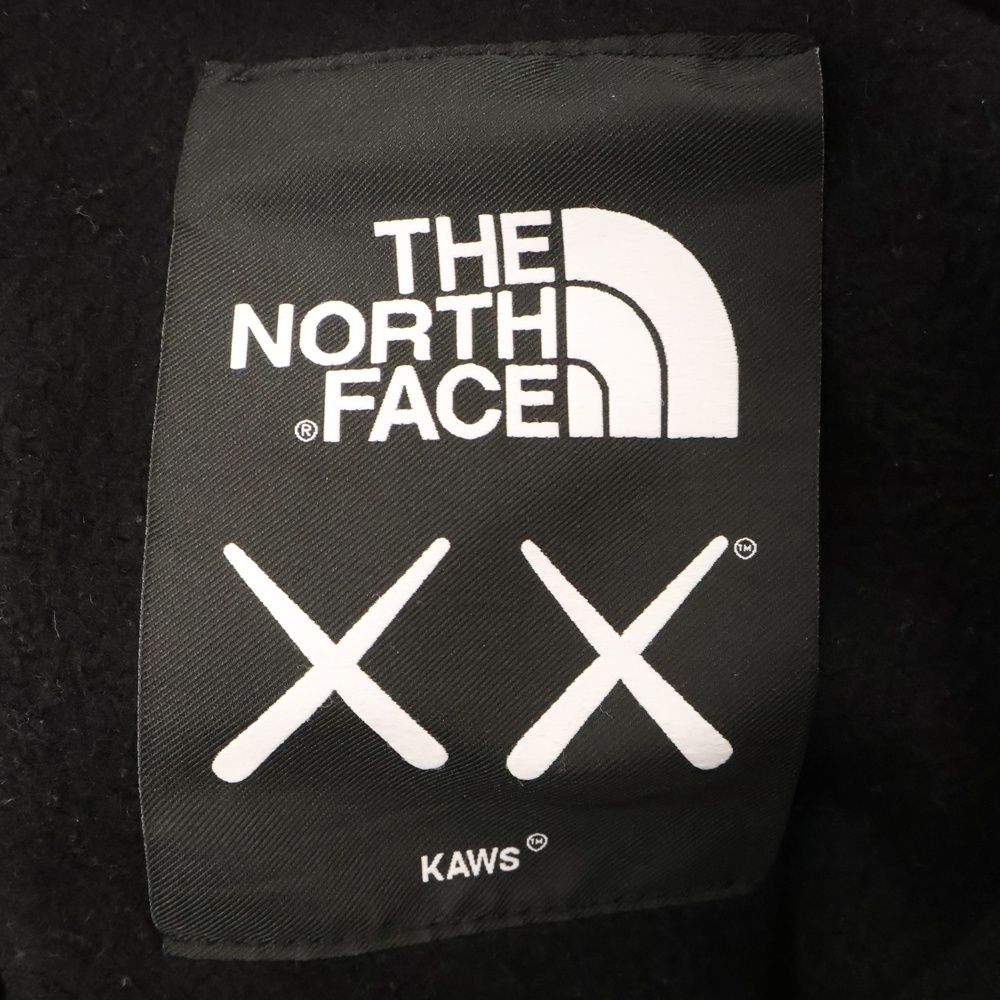 THE
NORTH
®FACE
XX™
KAWS™